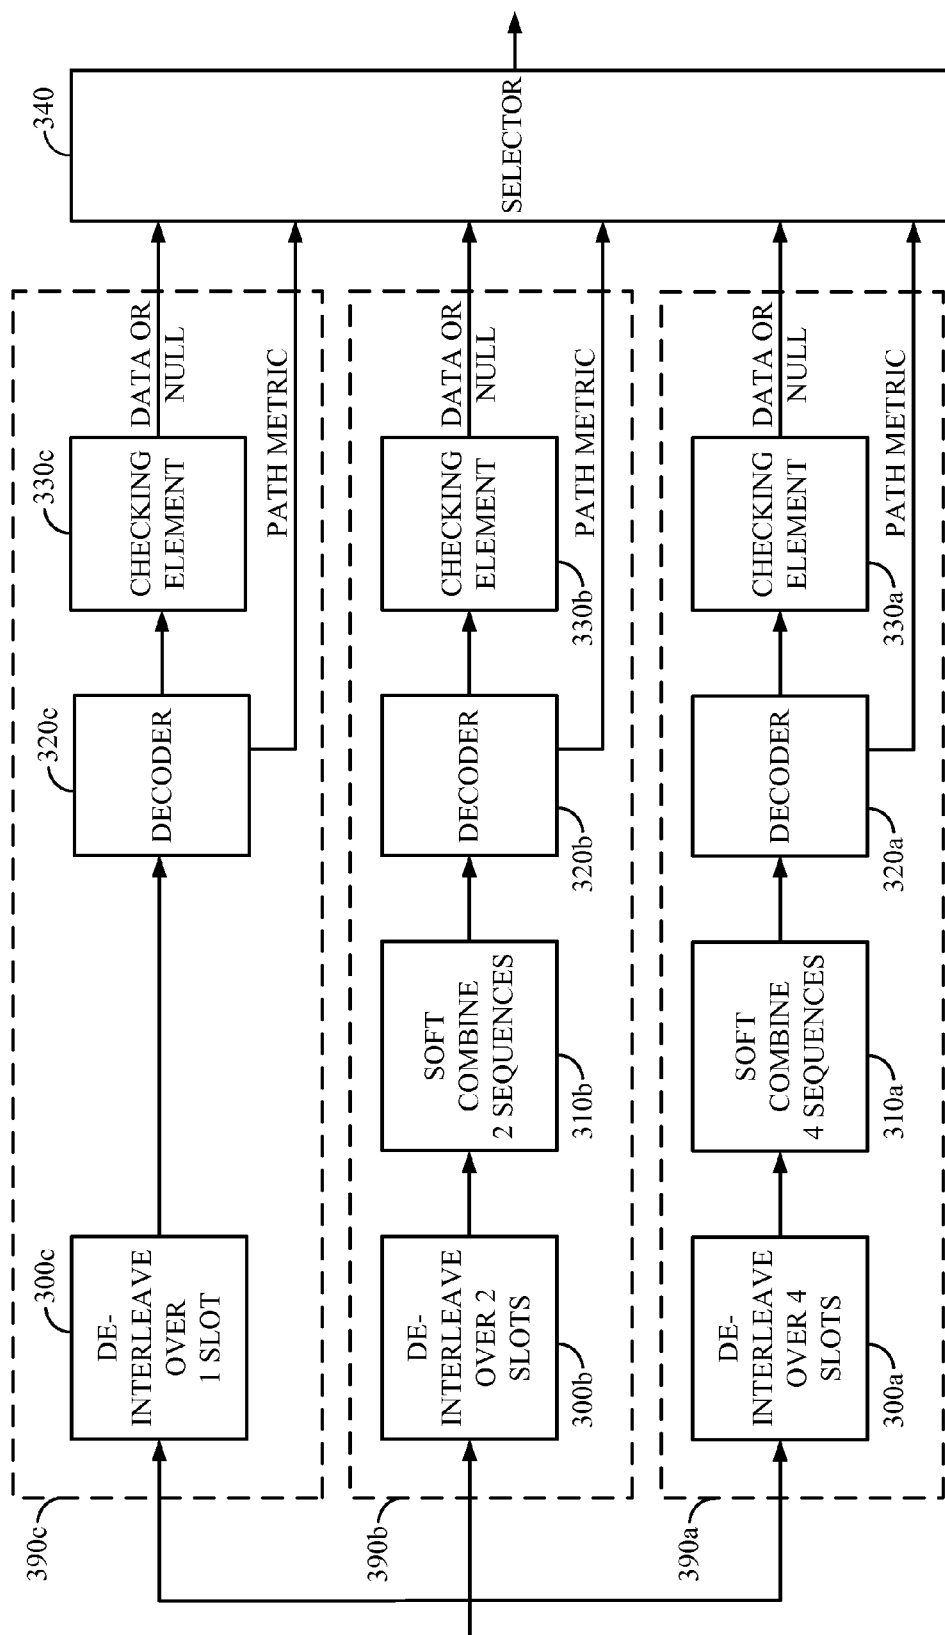 390c
300c
DE-
INTERLEAVE
OVER
1 SLOT
320c
DECODER
330c
CHECKING
ELEMENT
DATA OR
NULL
PATH METRIC
390b
DE-
INTERLEAVE
OVER 2
SLOTS
300b
SOFT
COMBINE
2 SEQUENCES
310b
DECODER
320b
CHECKING
ELEMENT
330b
DATA OR
NULL
PATH METRIC
390a
DE-
INTERLEAVE
OVER 4
SLOTS
300a
SOFT
COMBINE
4 SEQUENCES
310a
DECODER
320a
CHECKING
ELEMENT
330a
DATA OR
NULL
PATH METRIC
340
SELECTOR